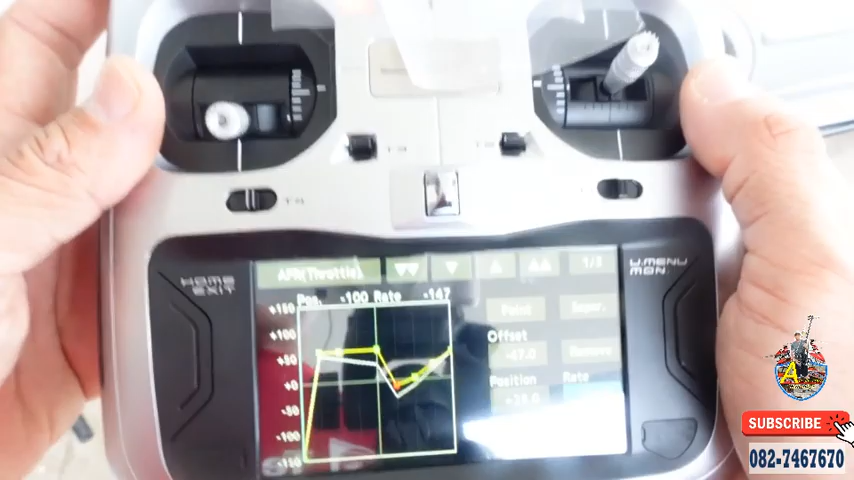 HOME
EXIT
U.MENU
MON.
AFR(Throttle)
1/3
Pos. -100 Rate -147
+150
+100
+50
+0
-50
-100
-150
Point
Offset
-47.0
Remove
Position Rate
SUBSCRIBE
082-7467670